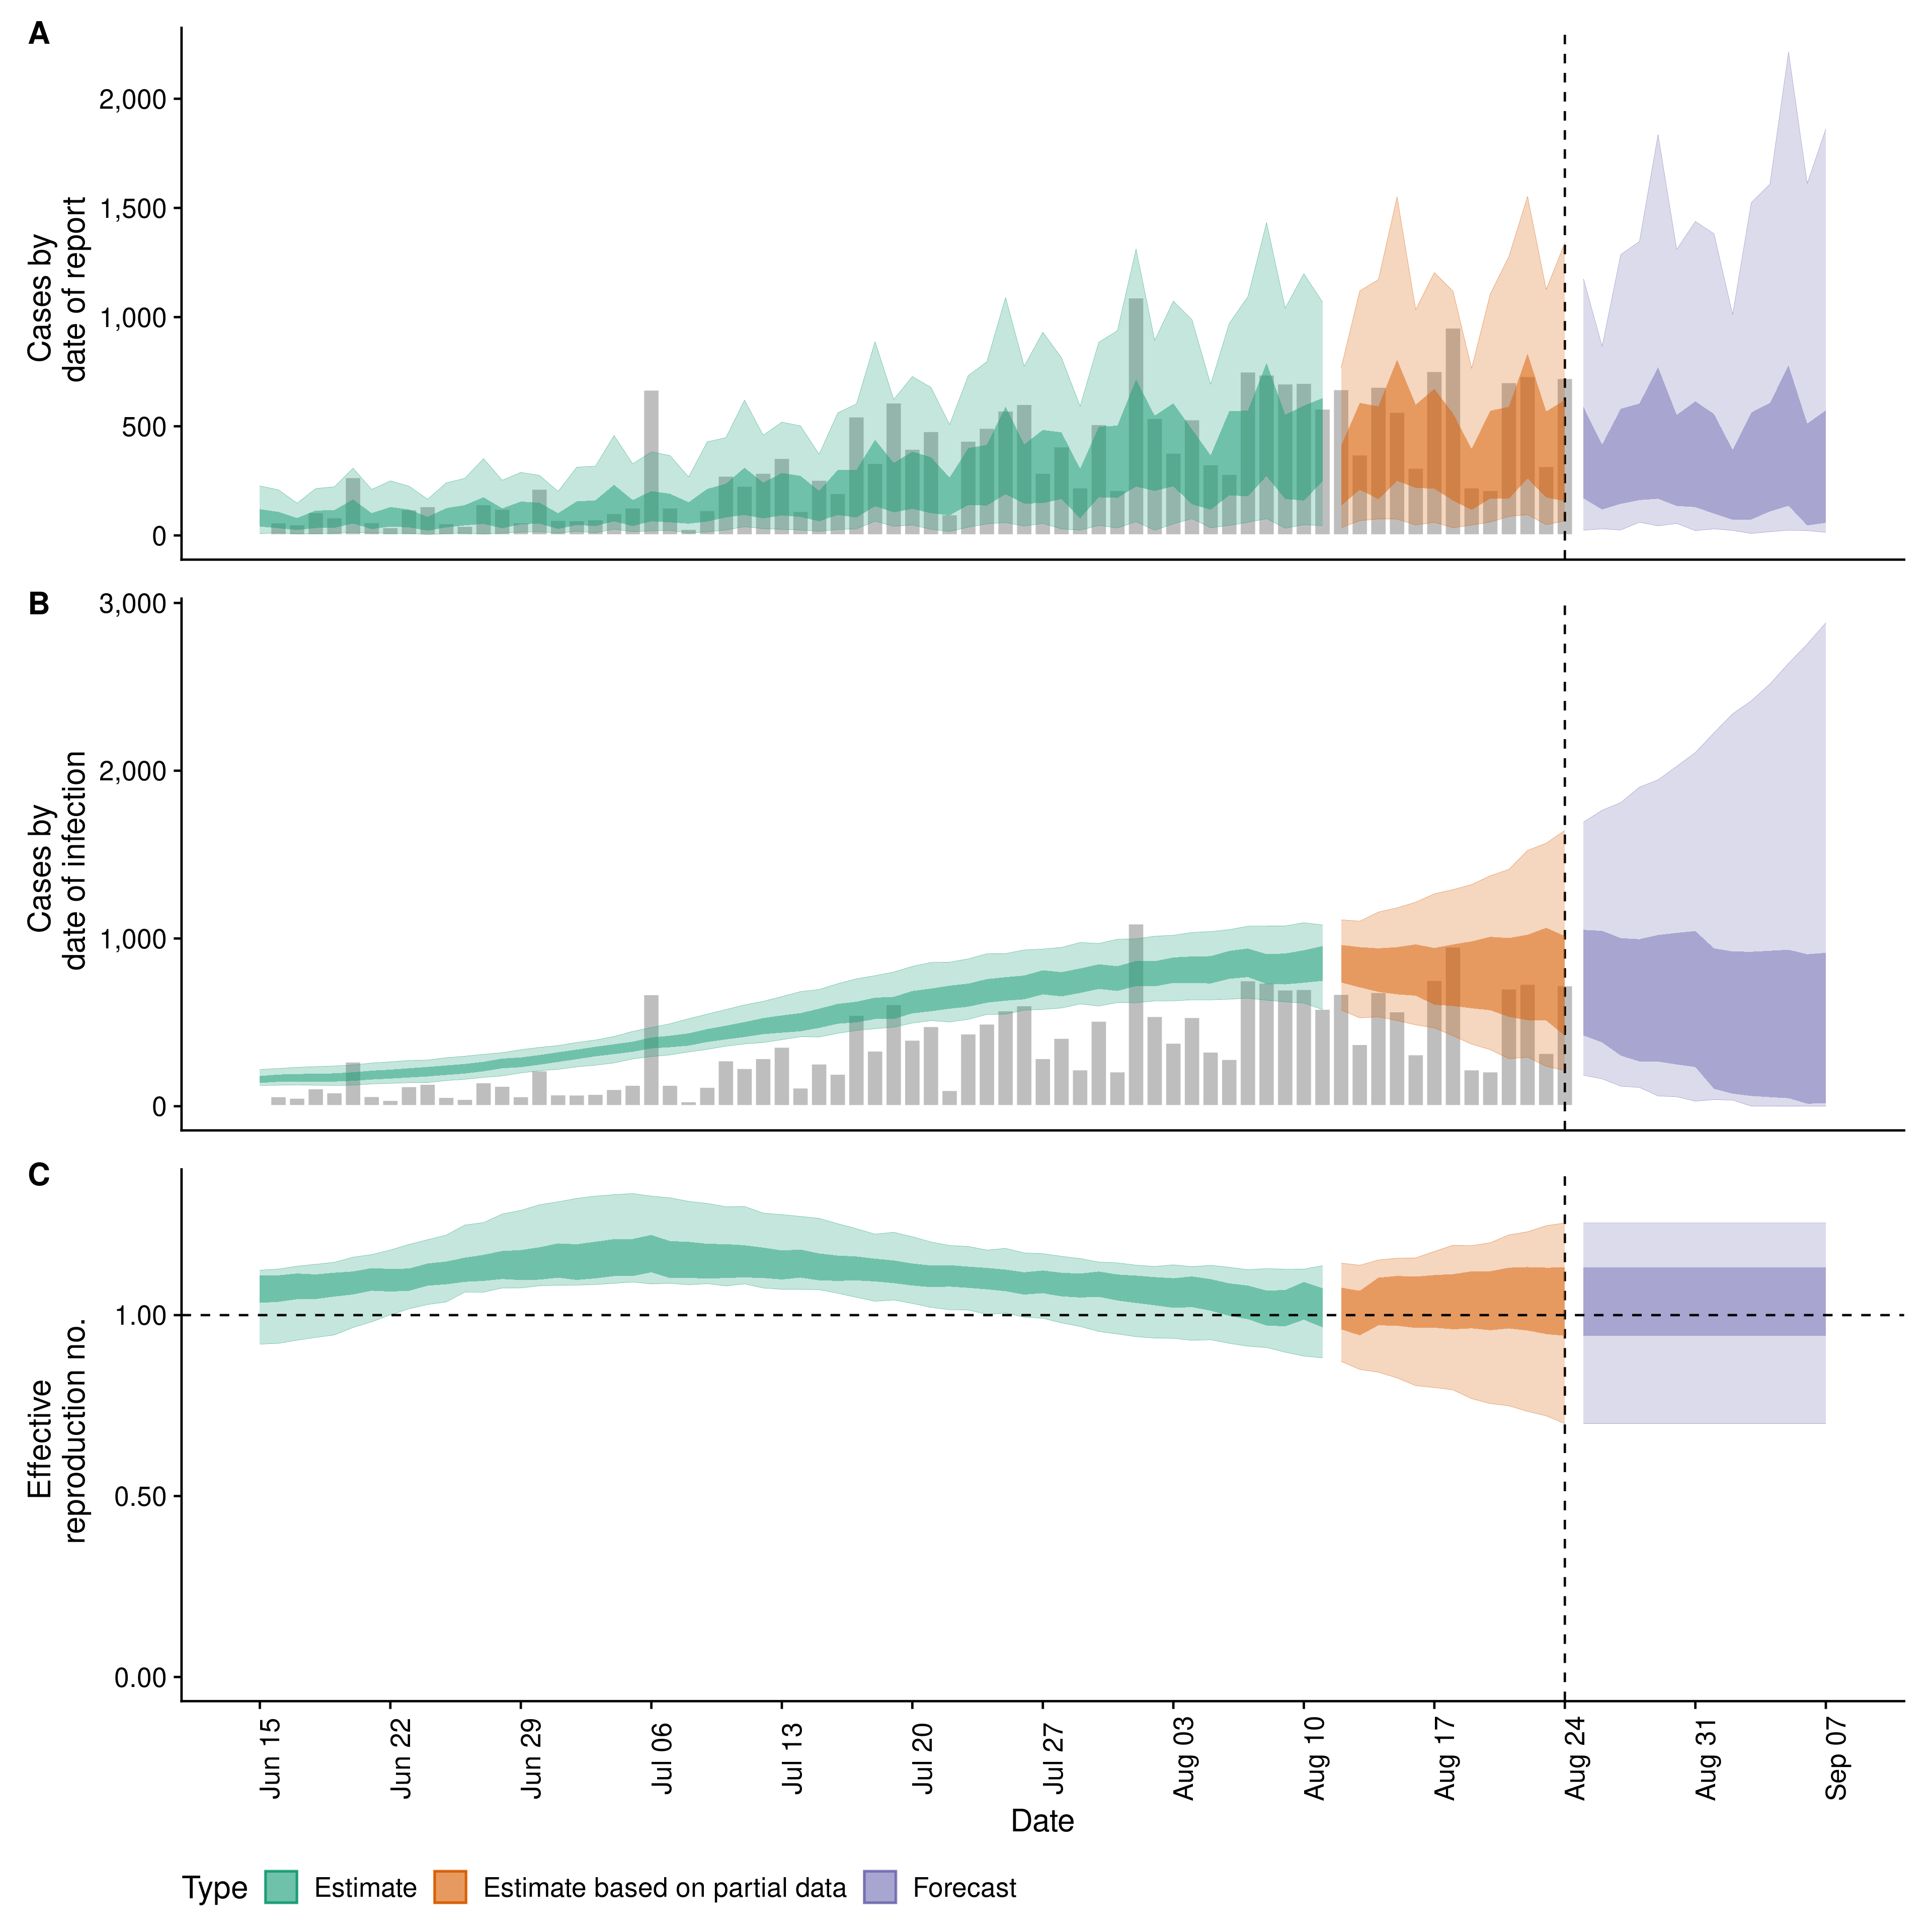 A
Cases by
date of report
2,000
1,500
1,000
500
0
B
Cases by
date of infection
3,000
2,000
1,000
0
C
Effective
reproduction no.
1.00
0.50
0.00
Jun 15
Jun 22
Jun 29
Jul 06
Jul 13
Jul 20
Jul 27
Aug 03
Aug 10
Aug 17
Aug 24
Aug 31
Sep 07
Date
Type Estimate Estimate based on partial data Forecast